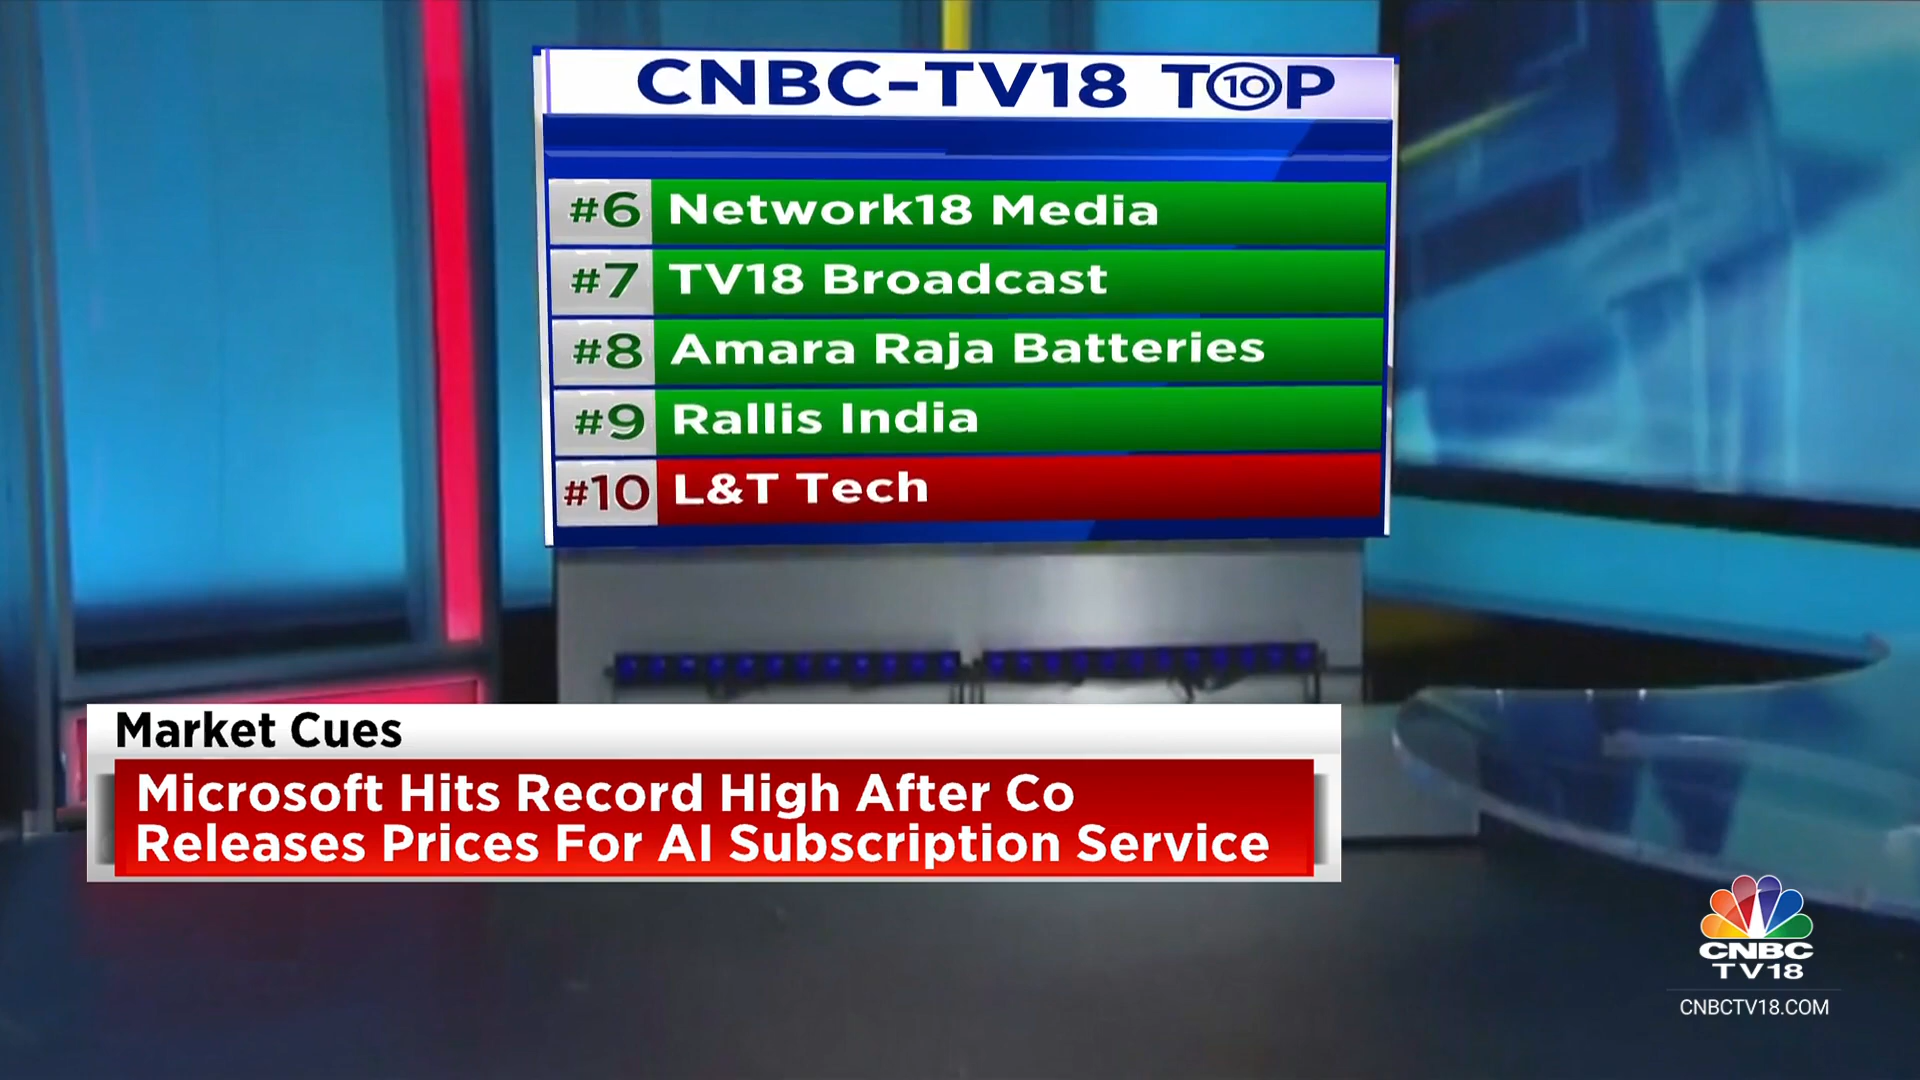 CNBC-TV18 TOP
10
#6 Network18 Media
#7 TV18 Broadcast
#8 Amara Raja Batteries
#9 Rallis India
#10 L&T Tech
Market Cues
Microsoft Hits Record High After Co
Releases Prices For AI Subscription Service
CNBC
TV18
CNBCTV18.COM